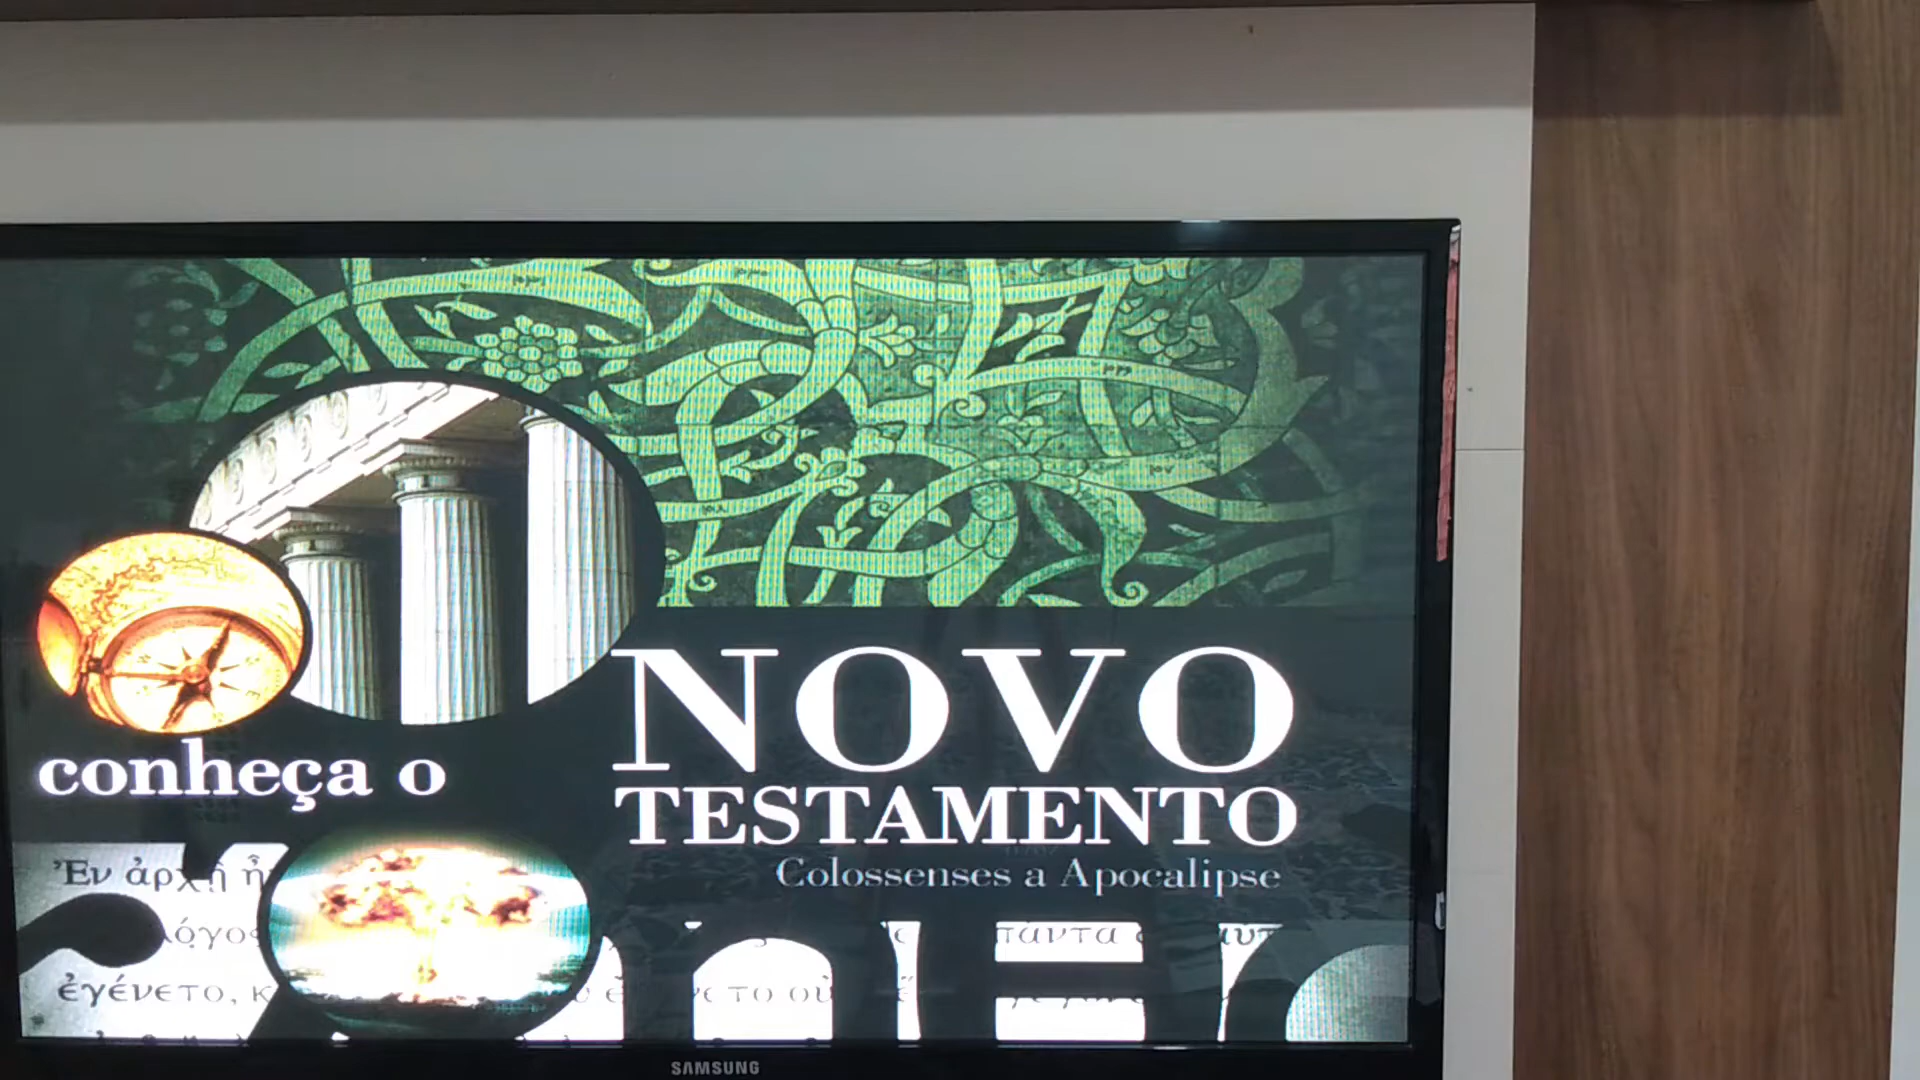 conheça o
NOVO
TESTAMENTO
Colossenses a Apocalipse
Ἐν ἀρχῇ
ἐγένετο,
SAMSUNG